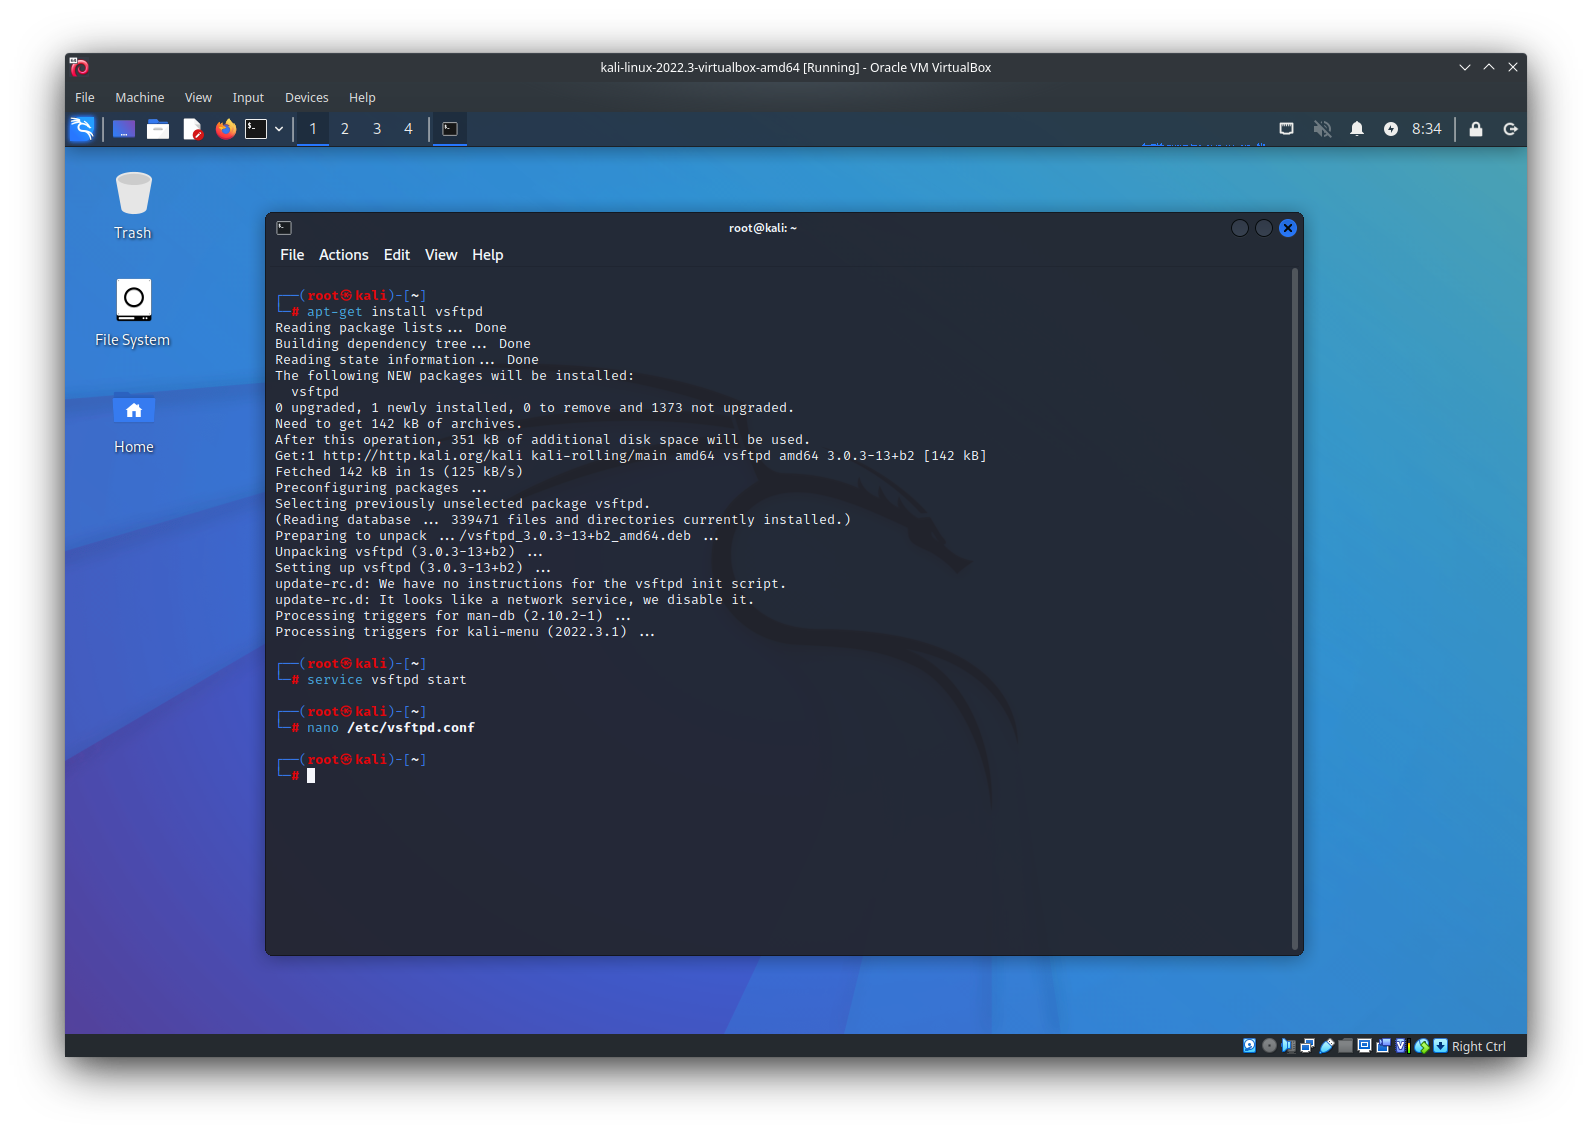 kali-linux-2022.3-virtualbox-amd64 [Running] - Oracle VM VirtualBox
File Machine View Input Devices Help
1 2 3 4 8:34
Trash
File System
Home
root@kali: ~
File Actions Edit View Help
┌──(root㉿kali)-[~]
└─# apt-get install vsftpd
Reading package lists... Done
Building dependency tree... Done
Reading state information... Done
The following NEW packages will be installed:
  vsftpd
0 upgraded, 1 newly installed, 0 to remove and 1373 not upgraded.
Need to get 142 kB of archives.
After this operation, 351 kB of additional disk space will be used.
Get:1 http://http.kali.org/kali kali-rolling/main amd64 vsftpd amd64 3.0.3-13+b2 [142 kB]
Fetched 142 kB in 1s (125 kB/s)
Preconfiguring packages ...
Selecting previously unselected package vsftpd.
(Reading database ... 339471 files and directories currently installed.)
Preparing to unpack .../vsftpd_3.0.3-13+b2_amd64.deb ...
Unpacking vsftpd (3.0.3-13+b2) ...
Setting up vsftpd (3.0.3-13+b2) ...
update-rc.d: We have no instructions for the vsftpd init script.
update-rc.d: It looks like a network service, we disable it.
Processing triggers for man-db (2.10.2-1) ...
Processing triggers for kali-menu (2022.3.1) ...
┌──(root㉿kali)-[~]
└─# service vsftpd start
┌──(root㉿kali)-[~]
└─# nano /etc/vsftpd.conf
┌──(root㉿kali)-[~]
└─#
Right Ctrl